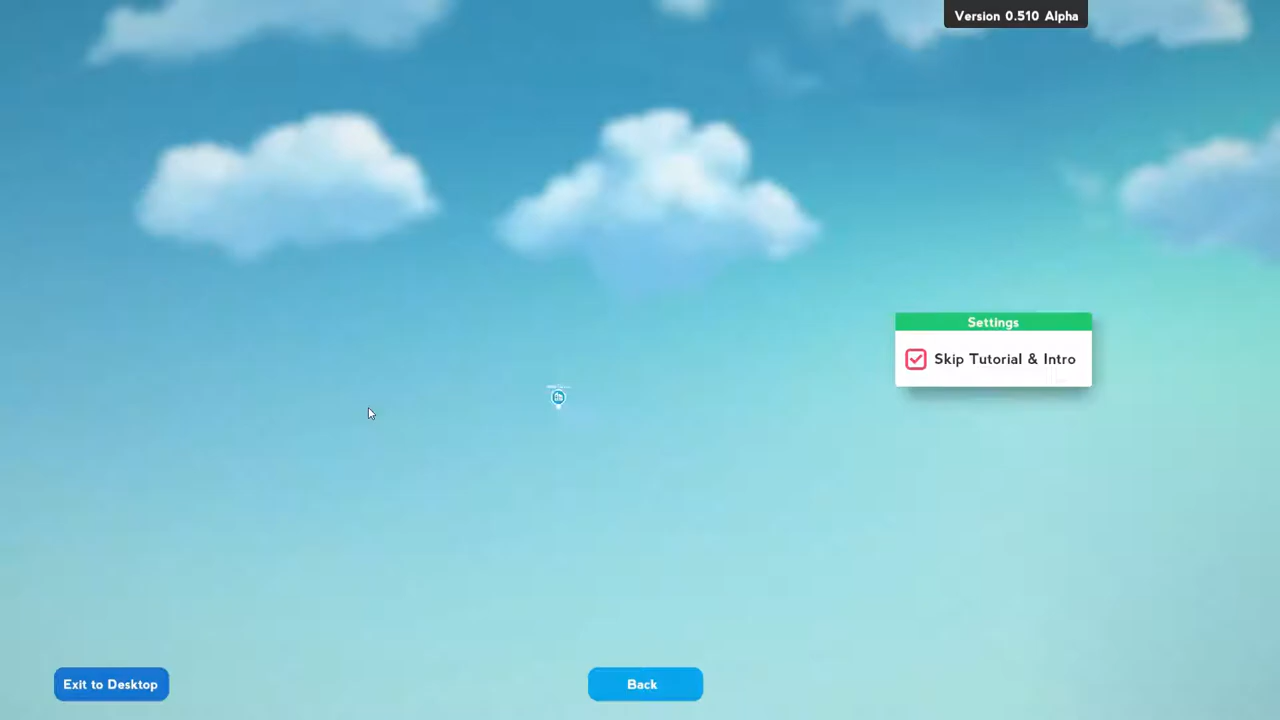 Version 0.510 Alpha
Settings
Skip Tutorial & Intro
Exit to Desktop
Back